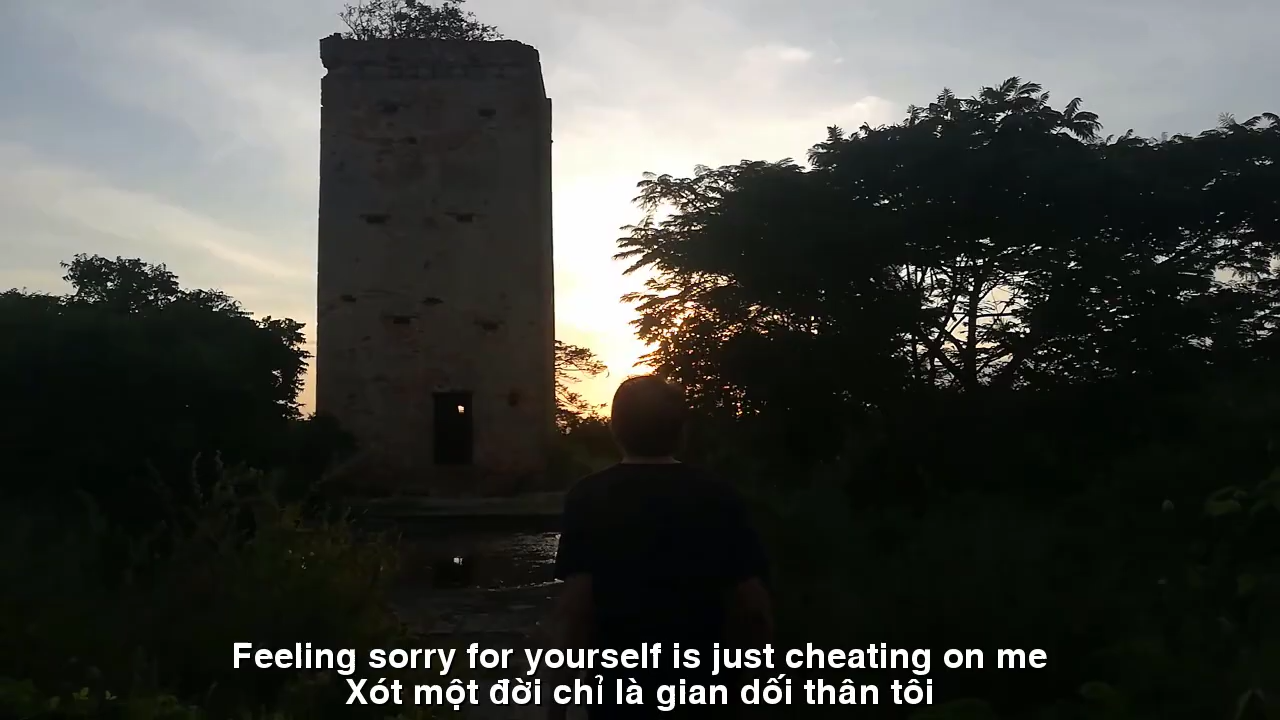 Feeling sorry for yourself is just cheating on me
Xót một đời chỉ là gian dối thân tôi